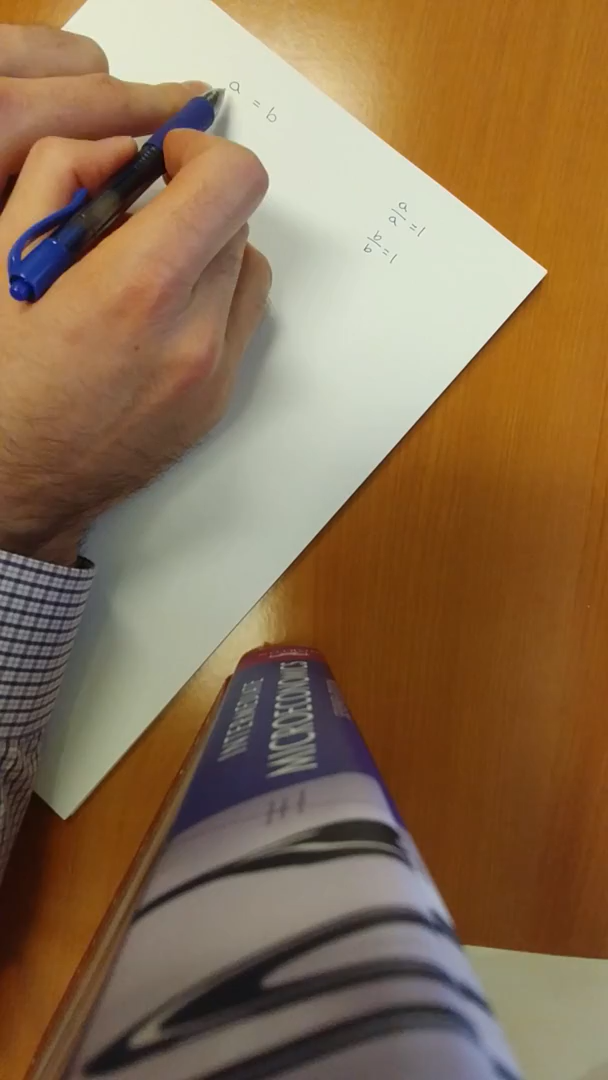 a = b
a/a = 1
b/b = 1
INTERMEDIATE
MICROECONOMICS